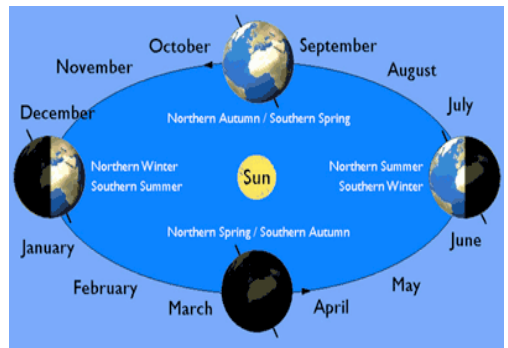 October
September
November
August
December
July
Northern Autumn / Southern Spring
Northern Winter
Southern Summer
Sun
Northern Summer
Southern Winter
January
Northern Spring / Southern Autumn
June
February
March
April
May